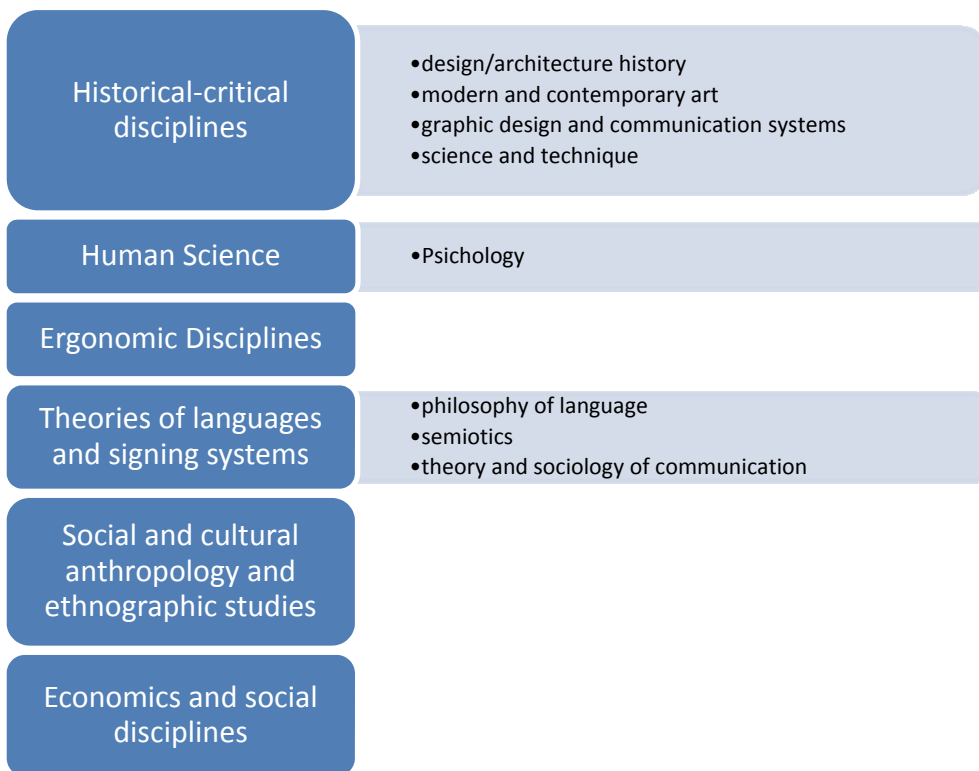 Historical-critical
disciplines
•design/architecture history
•modern and contemporary art
•graphic design and communication systems
•science and technique
Human Science
•Psichology
Ergonomic Disciplines
Theories of languages
and signing systems
•philosophy of language
•semiotics
•theory and sociology of communication
Social and cultural
anthropology and
ethnographic studies
Economics and social
disciplines